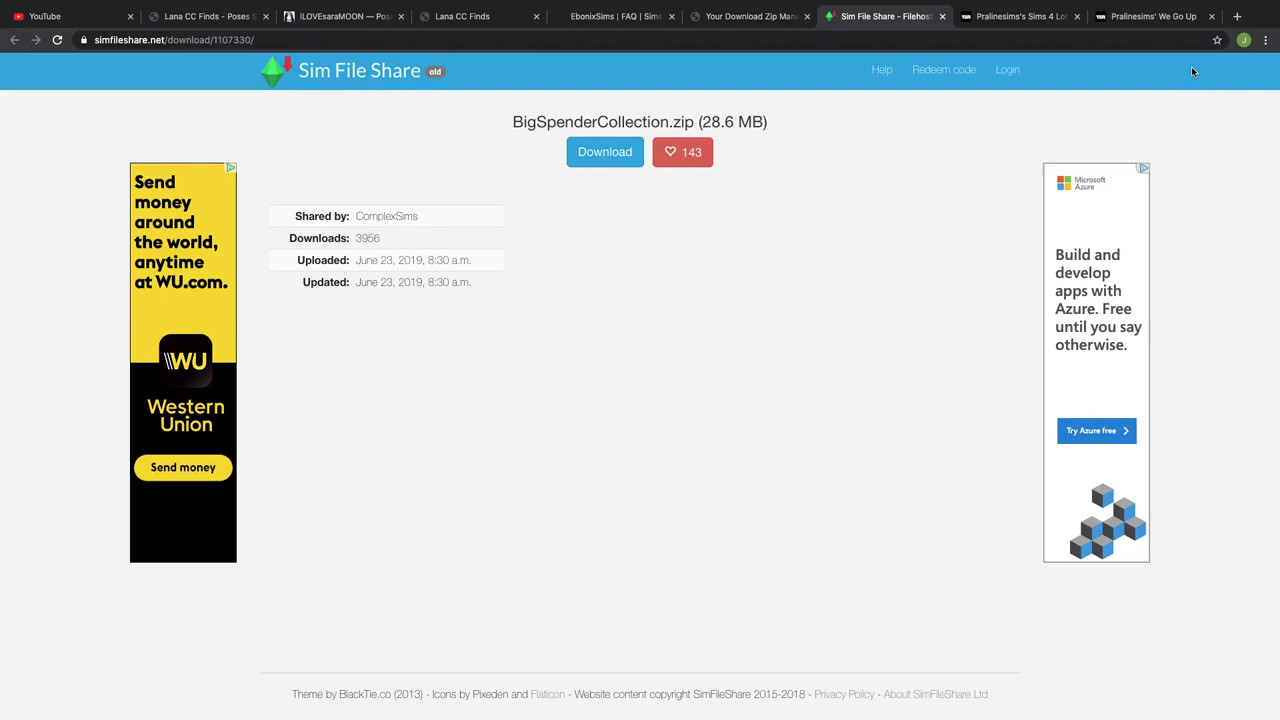 YouTube
Lana CC Finds - Poses S
iLOVEsaraMOON — Pos
Lana CC Finds
EbonixSims | FAQ | Sims
Your Download Zip Man
Sim File Share - Filehost
Pralinesims's Sims 4 Lo
Pralinesims' We Go Up
simfileshare.net/download/1107330/
J
Sim File Share old
Help
Redeem code
Login
BigSpenderCollection.zip (28.6 MB)
Download
143
Shared by: ComplexSims
Downloads: 3956
Uploaded: June 23, 2019, 8:30 a.m.
Updated: June 23, 2019, 8:30 a.m.
Send
money
around
the world,
anytime
at WU.com.
WU
Western
Union
Send money
Microsoft
Azure
Build and
develop
apps with
Azure. Free
until you say
otherwise.
Try Azure free
Theme by BlackTie.co (2013) - Icons by Pixeden and Flaticon - Website content copyright SimFileShare 2015-2018 - Privacy Policy - About SimFileShare Ltd